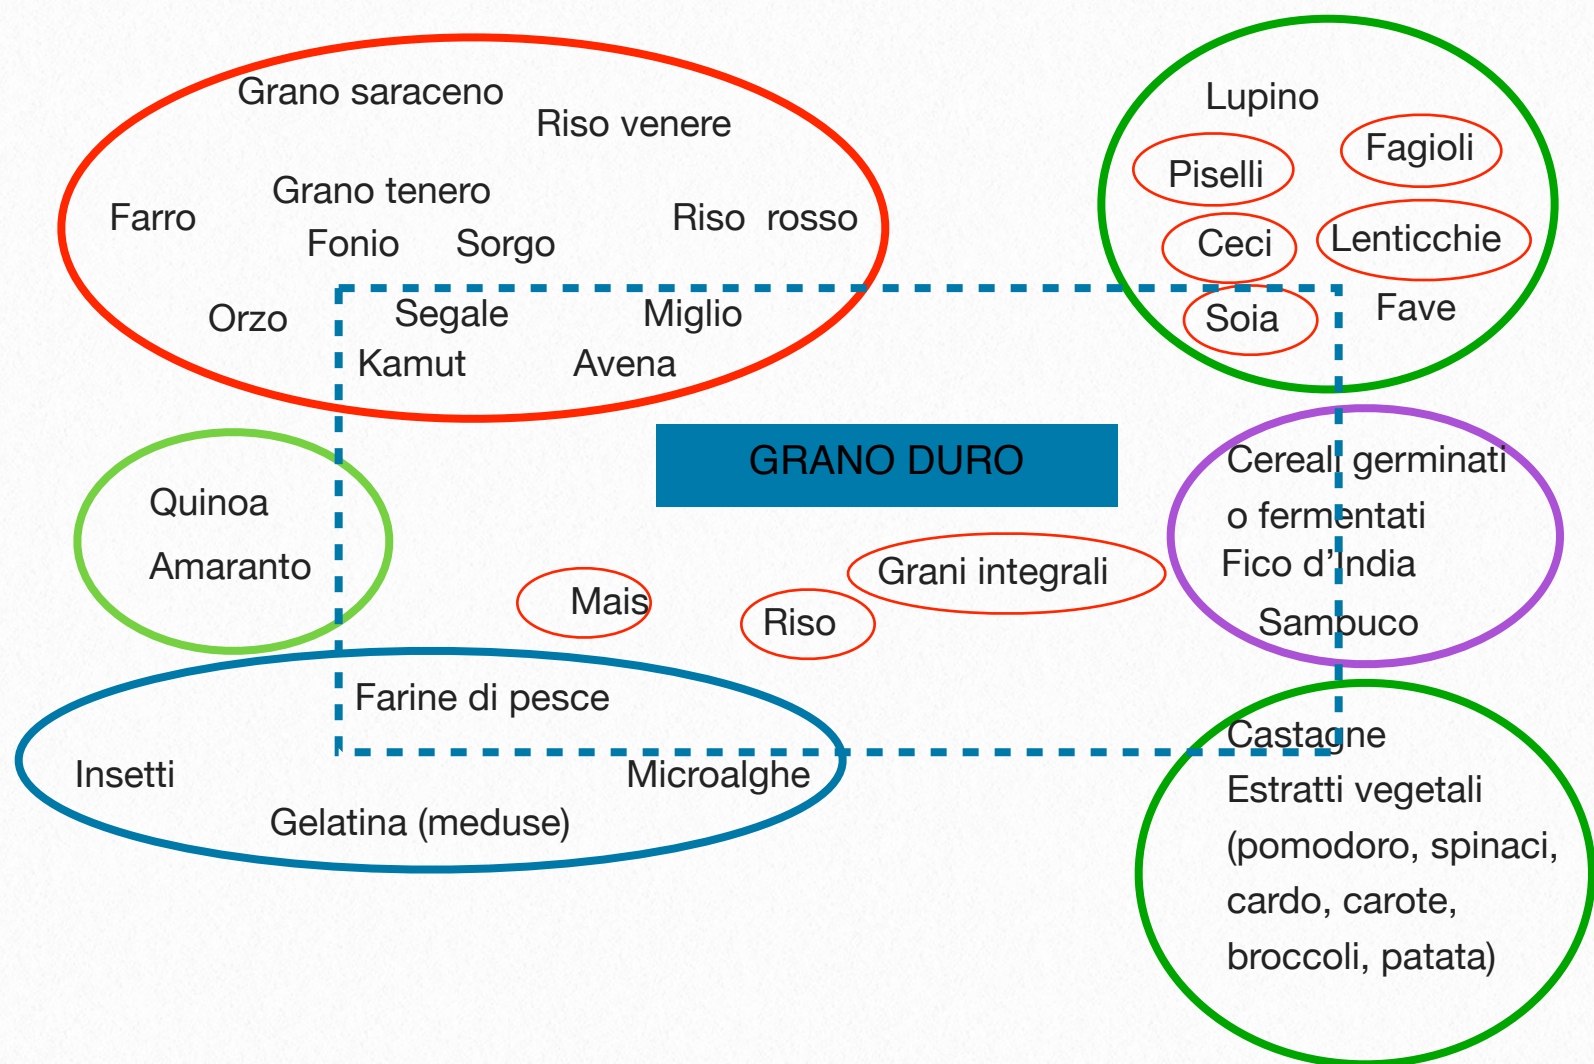 Grano saraceno
Riso venere
Grano tenero
Farro
Riso rosso
Fonio
Sorgo
Orzo
Segale
Miglio
Kamut
Avena
Lupino
Fagioli
Piselli
Ceci
Lenticchie
Soia
Fave
GRANO DURO
Quinoa
Amaranto
Mais
Riso
Grani integrali
Cereali germinati
o fermentati
Fico d’India
Sambuco
Farine di pesce
Insetti
Microalghe
Gelatina (meduse)
Castagne
Estratti vegetali
(pomodoro, spinaci,
cardo, carote,
broccoli, patata)